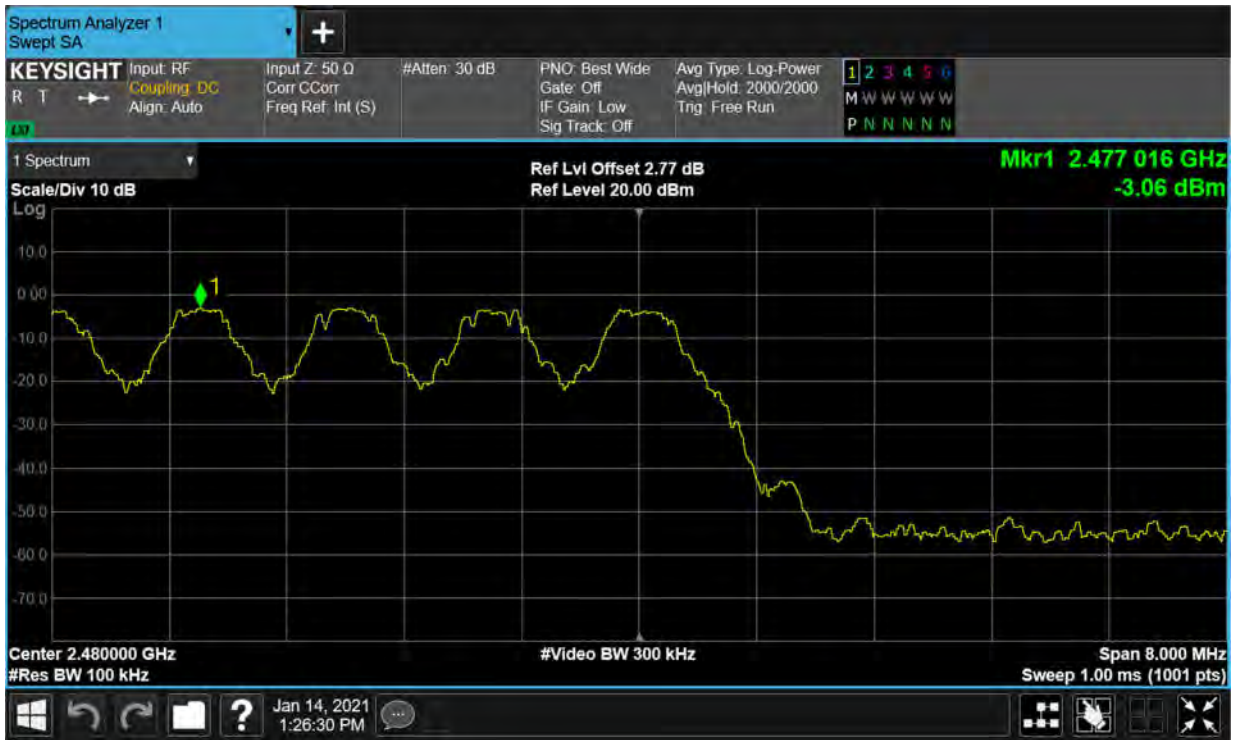 Spectrum Analyzer 1
Swept SA
+
KEYSIGHT
R T
LXI
Input: RF
Coupling: DC
Align: Auto
Input Z: 50 Ω
Corr CCorr
Freq Ref: Int (S)
#Atten: 30 dB
PNO: Best Wide
Gate: Off
IF Gain: Low
Sig Track: Off
Avg Type: Log-Power
Avg|Hold: 2000/2000
Trig: Free Run
1 2 3 4 5 6
M W W W W W
P N N N N N
1 Spectrum
Scale/Div 10 dB
Log
Ref Lvl Offset 2.77 dB
Ref Level 20.00 dBm
Mkr1 2.477 016 GHz
-3.06 dBm
1
10.0
0.00
-10.0
-20.0
-30.0
-40.0
-50.0
-60.0
-70.0
Center 2.480000 GHz
#Res BW 100 kHz
#Video BW 300 kHz
Span 8.000 MHz
Sweep 1.00 ms (1001 pts)
?
Jan 14, 2021
1:26:30 PM